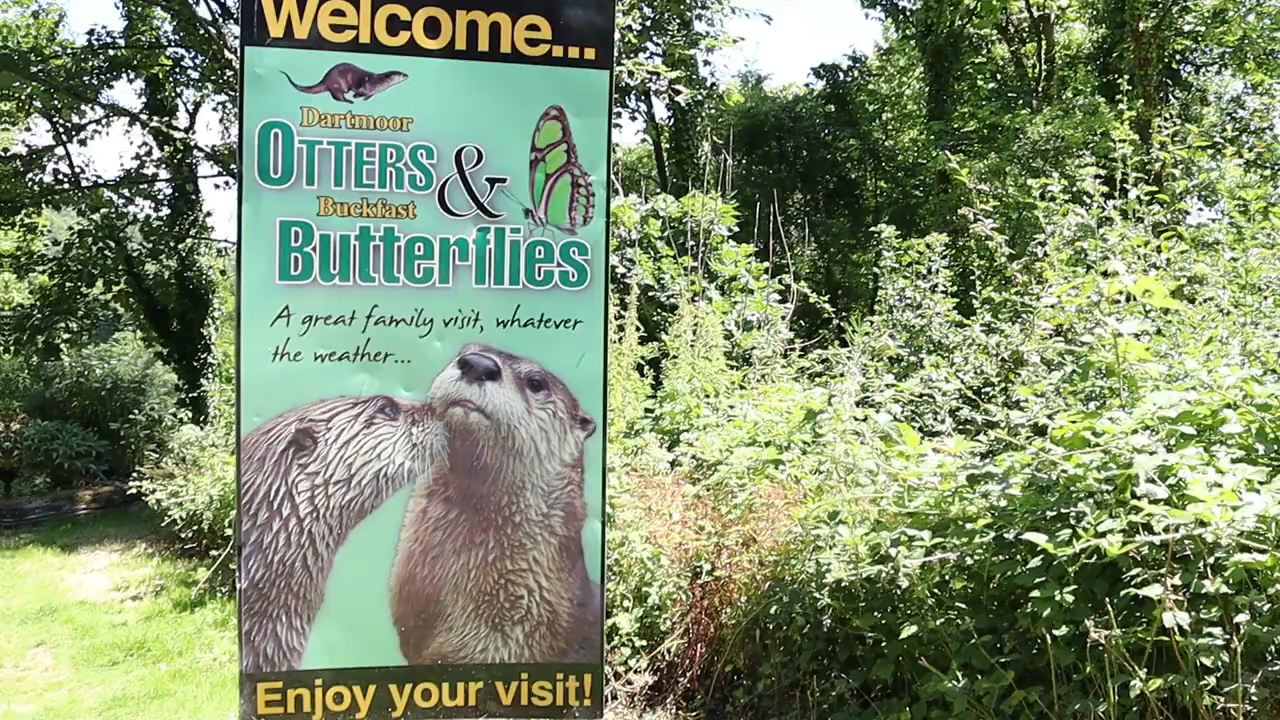 Welcome...
Dartmoor
OTTERS &
Buckfast
Butterflies
A great family visit, whatever
the weather...
Enjoy your visit!